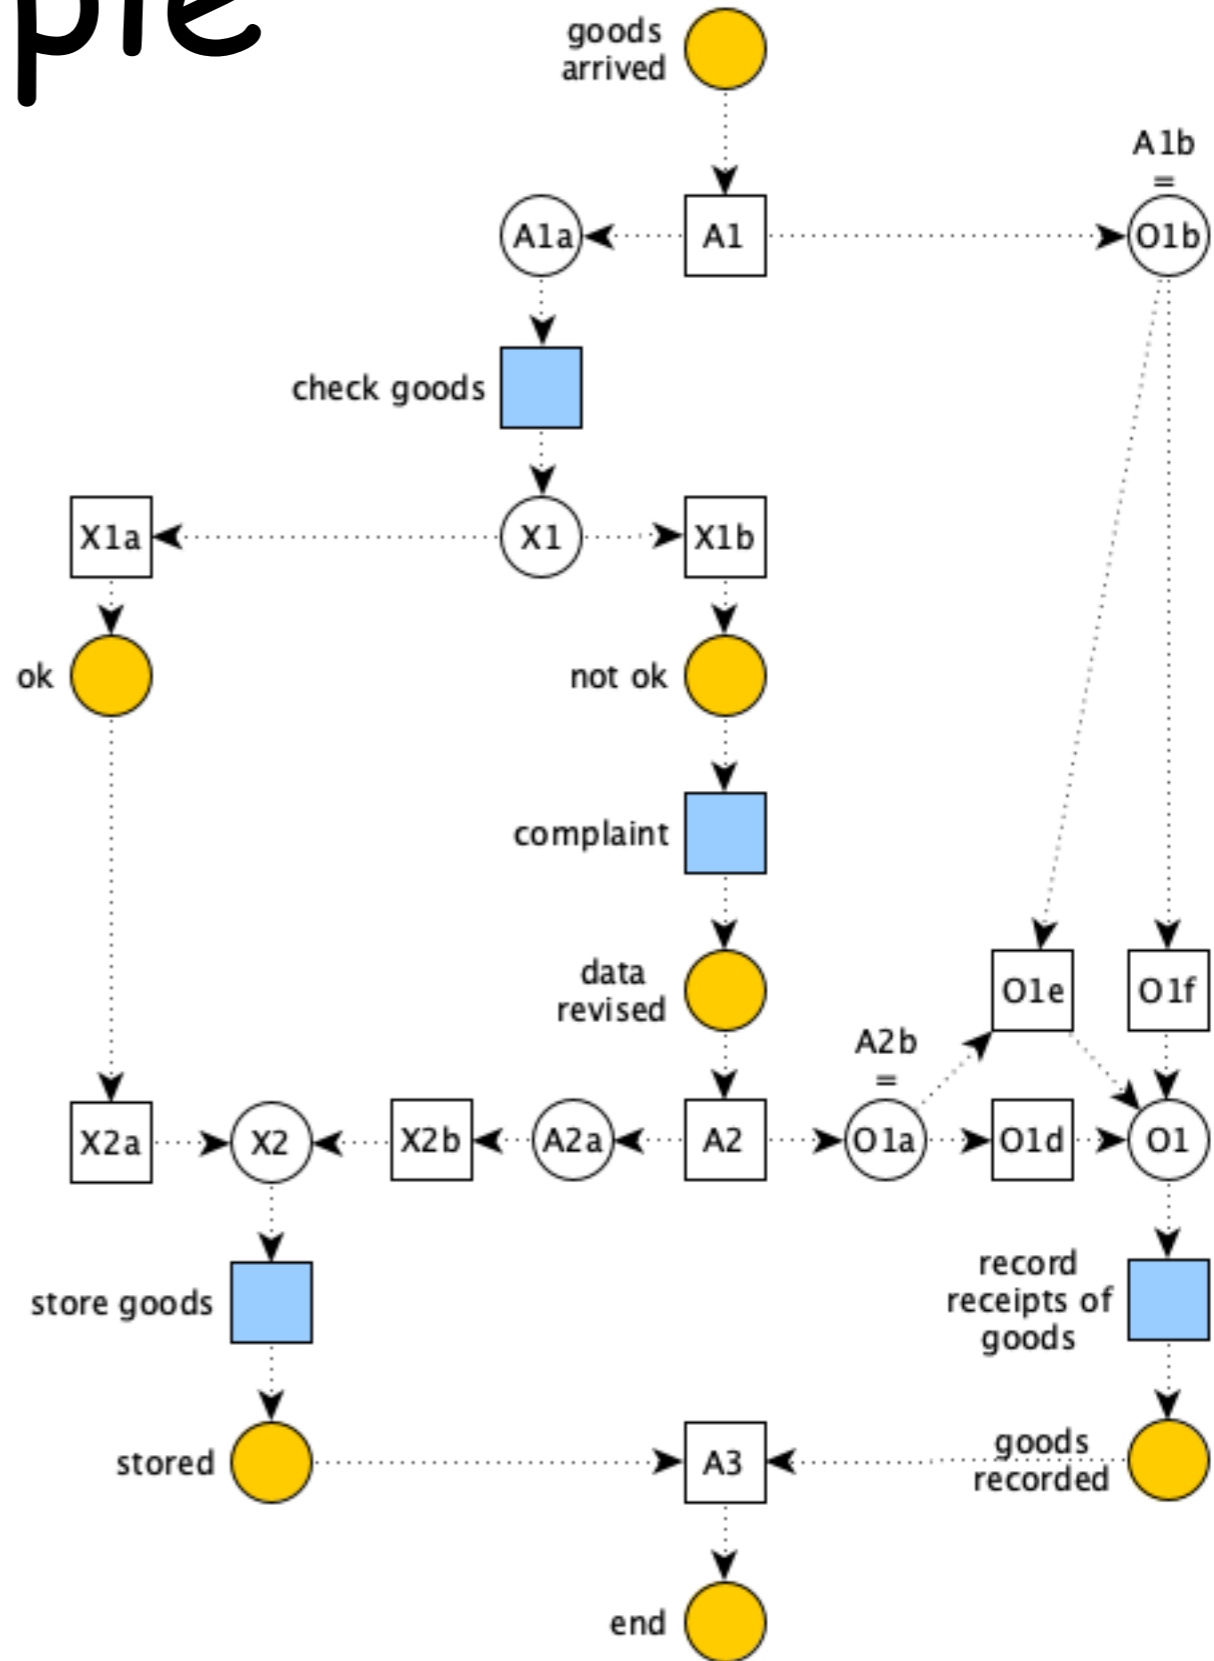 ple
goods
arrived
A1b
=
A1a
A1
O1b
check goods
X1a
X1
X1b
ok
not ok
complaint
data
revised
O1e
O1f
A2b
=
X2a
X2
X2b
A2a
A2
O1a
O1d
O1
store goods
record
receipts of
goods
stored
A3
goods
recorded
end